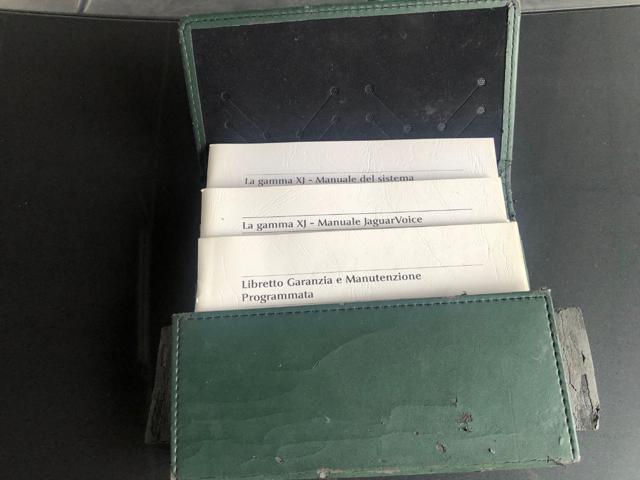 La gamma XJ - Manuale del sistema
La gamma XJ - Manuale JaguarVoice
Libretto Garanzia e Manutenzione
Programmata